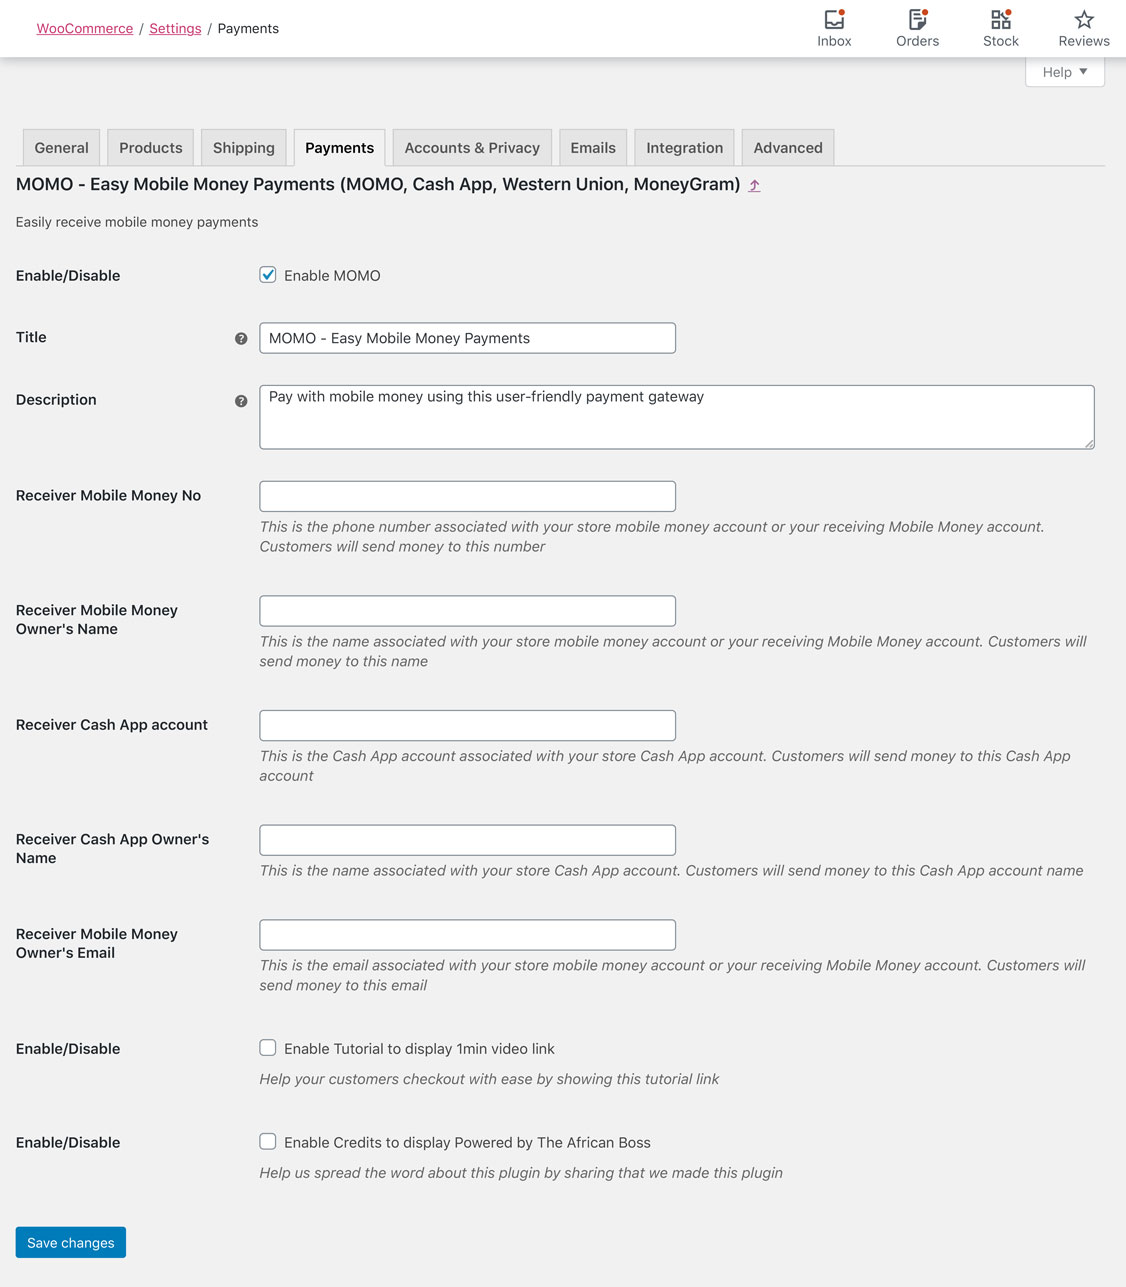 WooCommerce / Settings / Payments
Inbox
Orders
Stock
Reviews
Help ▼
General
Products
Shipping
Payments
Accounts & Privacy
Emails
Integration
Advanced
MOMO - Easy Mobile Money Payments (MOMO, Cash App, Western Union, MoneyGram) ⤴
Easily receive mobile money payments
Enable/Disable
Enable MOMO
Title
?
MOMO - Easy Mobile Money Payments
Description
?
Pay with mobile money using this user-friendly payment gateway
Receiver Mobile Money No
This is the phone number associated with your store mobile money account or your receiving Mobile Money account.
Customers will send money to this number
Receiver Mobile Money
Owner's Name
This is the name associated with your store mobile money account or your receiving Mobile Money account. Customers will
send money to this name
Receiver Cash App account
This is the Cash App account associated with your store Cash App account. Customers will send money to this Cash App
account
Receiver Cash App Owner's
Name
This is the name associated with your store Cash App account. Customers will send money to this Cash App account name
Receiver Mobile Money
Owner's Email
This is the email associated with your store mobile money account or your receiving Mobile Money account. Customers will
send money to this email
Enable/Disable
Enable Tutorial to display 1min video link
Help your customers checkout with ease by showing this tutorial link
Enable/Disable
Enable Credits to display Powered by The African Boss
Help us spread the word about this plugin by sharing that we made this plugin
Save changes